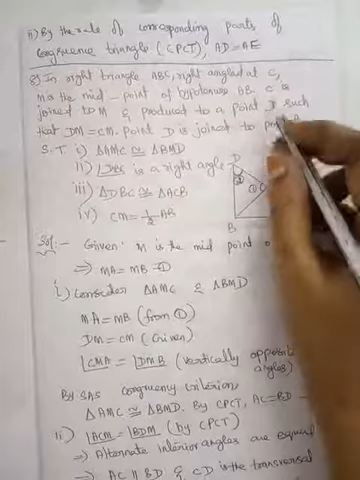 ii) By the rule of corresponding parts of
Congruence triangle (CPCT), AD = AE
8) In right triangle ABC, right angled at C,
M is the mid-point of hypotenuse AB. C is
joined to M & produced to a point D such
that DM = CM. Point D is joined to
S.T i) ΔAMC ≅ ΔBMD
ii) ∠DBC is a right angle
iii) ΔDBC ≅ ΔACB
iv) CM = 1/2 AB
D
B
Sol:- Given: M is the mid point
⇒ MA = MB -①
i) Consider ΔAMC & ΔBMD
MA = MB (from ①)
DM = CM (Given)
∠CMA = ∠DMB (vertically opposite angles)
By SAS congruency Criterion,
ΔAMC ≅ ΔBMD. By CPCT, AC = BD -
ii) ∠ACM = ∠BDM (by CPCT)
⇒ Alternate interior angles are equal
⇒ AC || BD & CD is the transversal